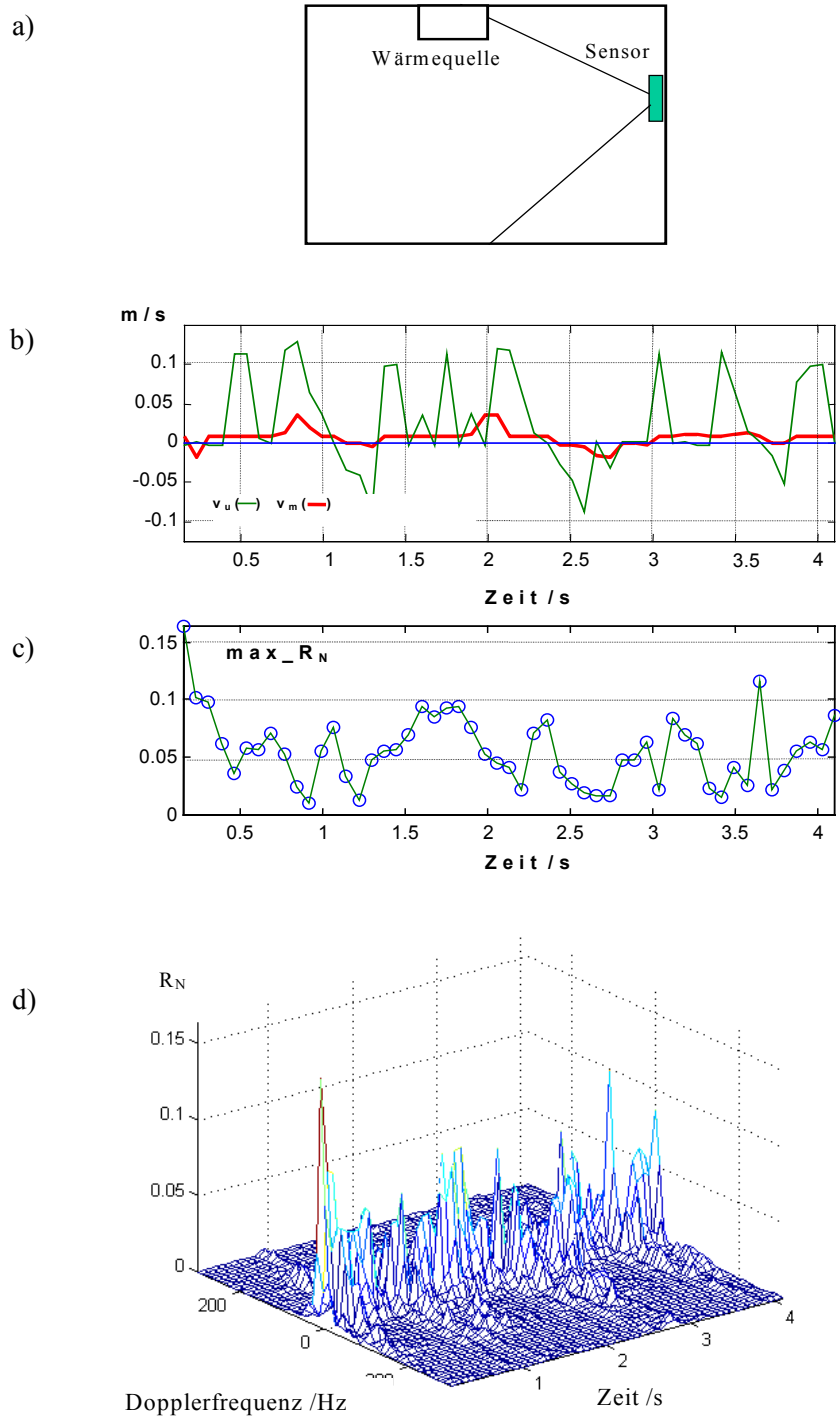 a)
Wärmequelle
Sensor
b)
m / s
0.1
0.05
0
-0.05
-0.1
v u (—) v m (—)
0.5 1 1.5 2 2.5 3 3.5 4
Zeit / s
c)
max_R N
0.15
0.1
0.05
0
0.5 1 1.5 2 2.5 3 3.5 4
Zeit / s
d)
R N
0.15
0.1
0.05
0
200
0
1
2
3
4
Dopplerfrequenz /Hz
Zeit /s